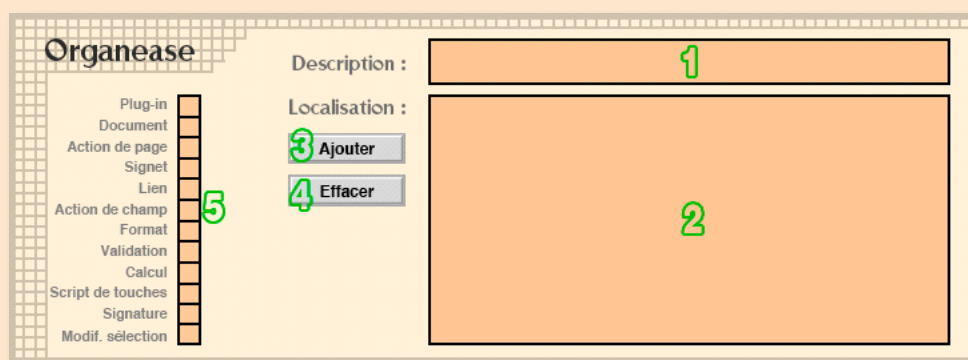 Organease
Description :
1
Localisation :
3 Ajouter
4 Effacer
2
Plug-in
Document
Action de page
Signet
Lien
Action de champ
5
Format
Validation
Calcul
Script de touches
Signature
Modif. sélection